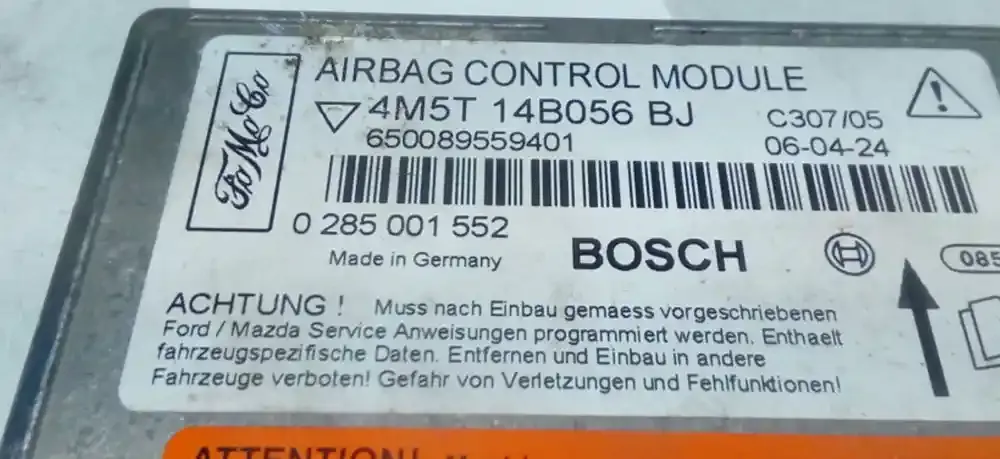 FoMoCo
AIRBAG CONTROL MODULE
4M5T 14B056 BJ
C307/05
650089559401
06-04-24
0 285 001 552
Made in Germany
BOSCH
085
ACHTUNG ! Muss nach Einbau gemaess vorgeschriebenen
Ford / Mazda Service Anweisungen programmiert werden. Enthaelt
fahrzeugspezifische Daten. Entfernen und Einbau in andere
Fahrzeuge verboten! Gefahr von Verletzungen und Fehlfunktionen!
ATTENTION!